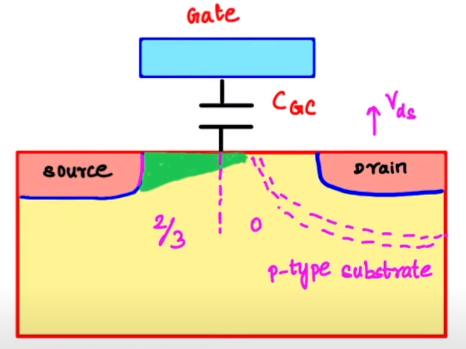 Gate
CGC
Vds
source
Drain
2/3
0
p-type substrate